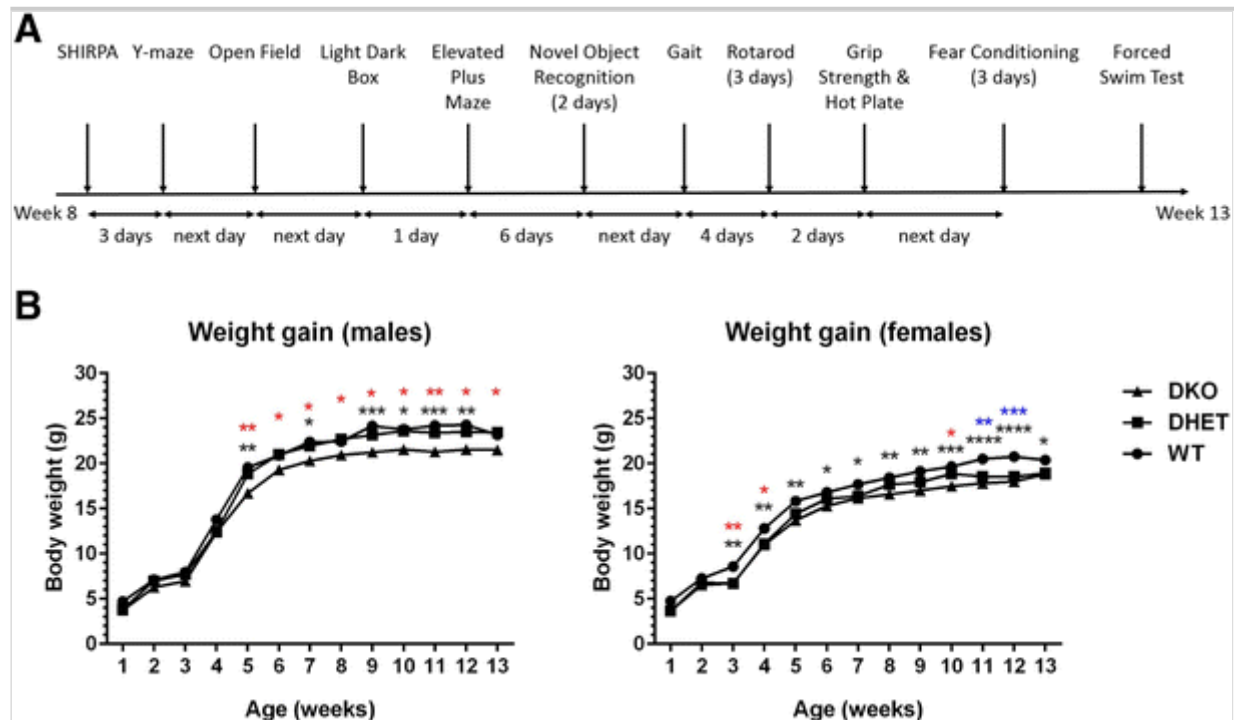 A
SHIRPA Y-maze Open Field Light Dark Elevated Novel Object Gait Rotarod Grip Fear Conditioning Forced
Box Plus Recognition (3 days) Strength & (3 days) Swim Test
Maze (2 days) Hot Plate
Week 8 Week 13
3 days next day next day 1 day 6 days next day 4 days 2 days next day
B
Weight gain (males)
30
25
20
15
10
5
0
Body weight (g)
** * * * * * ** * *
** * *** * *** **
1 2 3 4 5 6 7 8 9 10 11 12 13
Age (weeks)
Weight gain (females)
30
25
20
15
10
5
0
Body weight (g)
** *** 
** * * **** ****
** ** ** * * ** ** *** *
1 2 3 4 5 6 7 8 9 10 11 12 13
Age (weeks)
DKO
DHET
WT